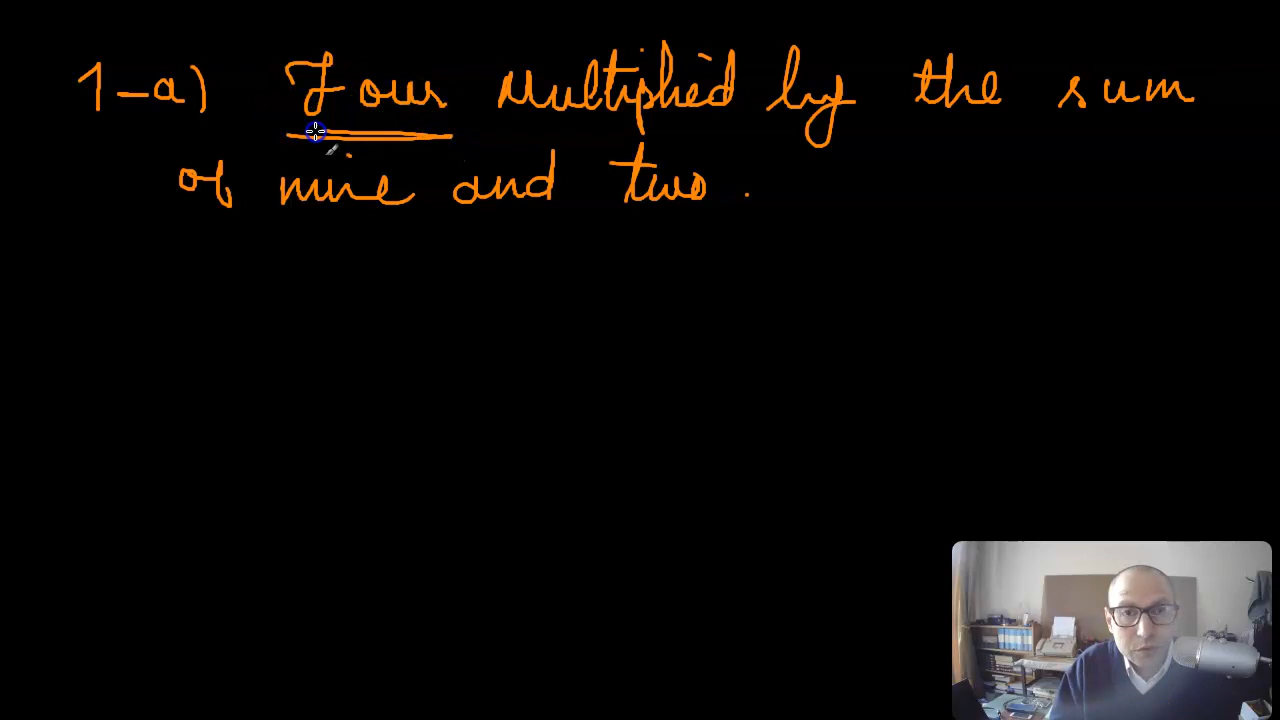 1-a) Four Multiplied by the sum
of nine and two.